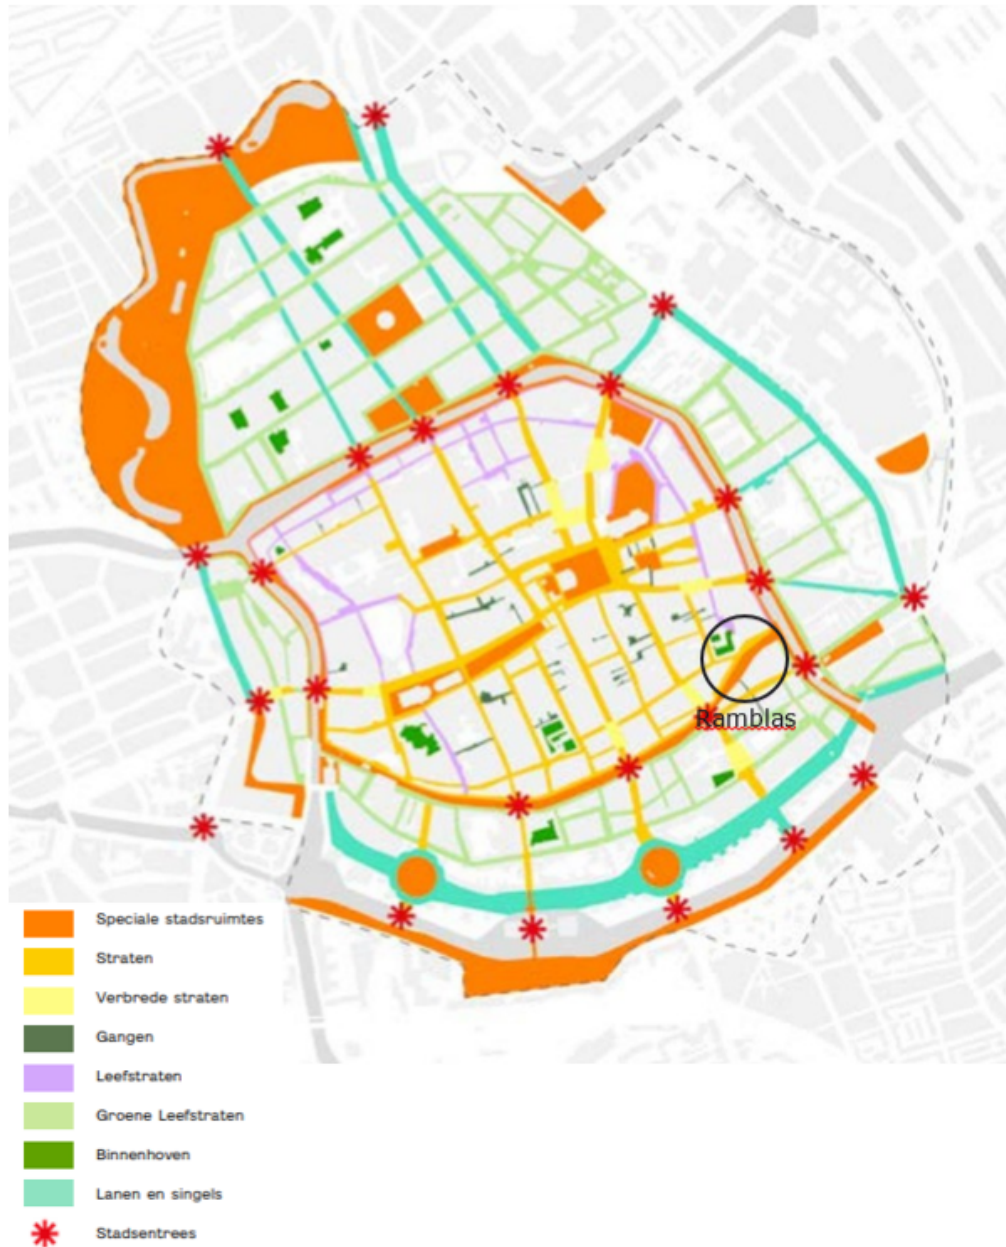 Ramblas
Speciale stadsruimtes
Straten
Verbrede straten
Gangen
Leefstraten
Groene Leefstraten
Binnenhoven
Lanen en singels
Stadsentrees